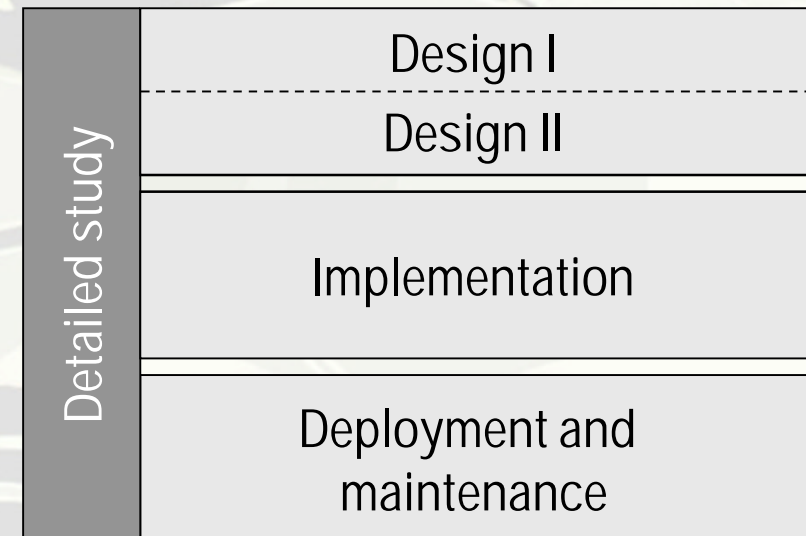 Detailed study
Design I
Design II
Implementation
Deployment and
maintenance